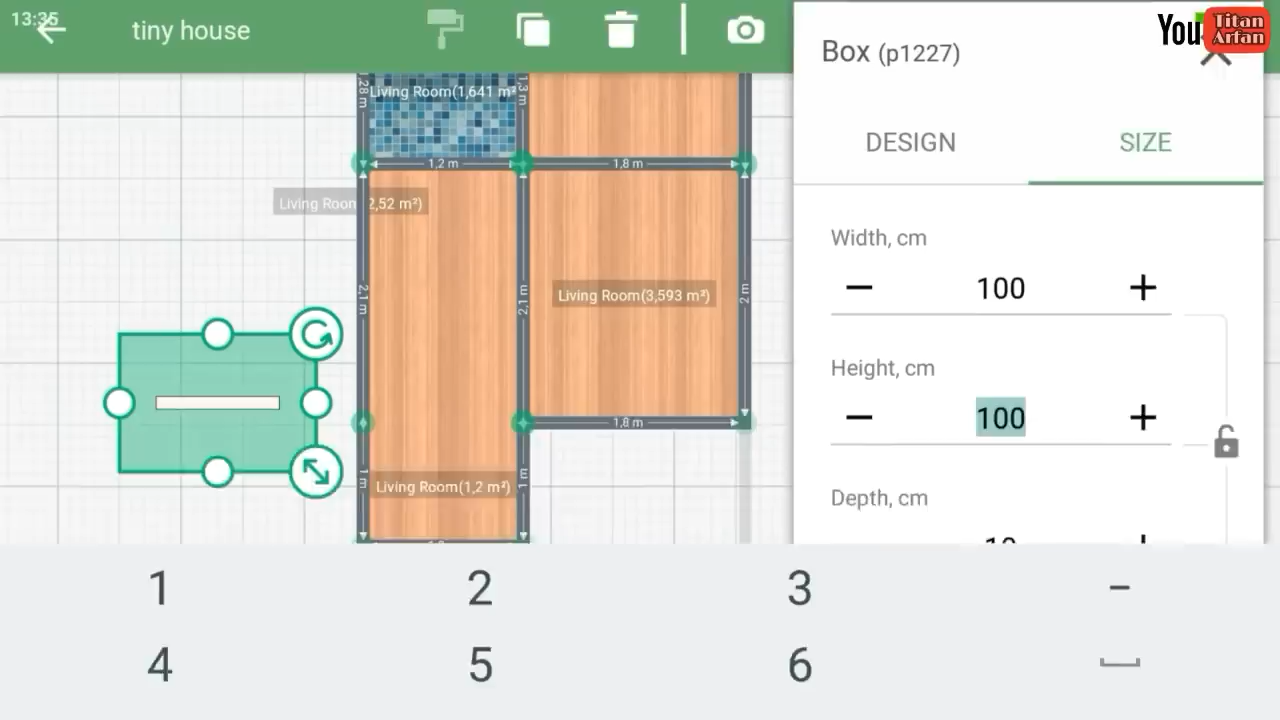 13:35
tiny house
You
Titan
Arfan
Box (p1227)
DESIGN
SIZE
Living Room(1,641 m²
1,2 m
1,8 m
Living Room
2,52 m²)
2,1 m
2,1 m
2 m
Living Room(3,593 m²)
1,8 m
Living Room(1,2 m²)
1 m
1 m
Width, cm
− 100 +
Height, cm
− 100 +
Depth, cm
1 2 3 −
4 5 6